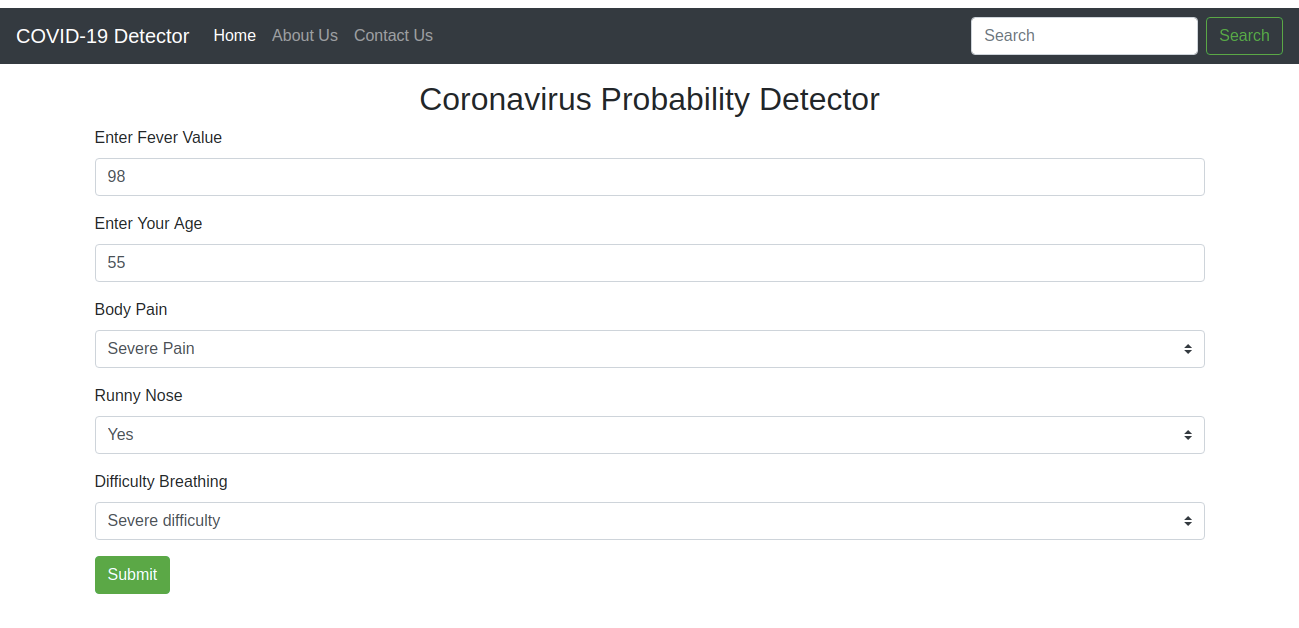 COVID-19 Detector Home About Us Contact Us Search Search
Coronavirus Probability Detector
Enter Fever Value
98
Enter Your Age
55
Body Pain
Severe Pain
Runny Nose
Yes
Difficulty Breathing
Severe difficulty
Submit